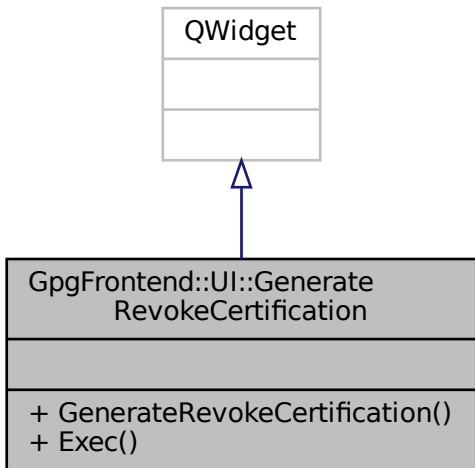 QWidget
GpgFrontend::UI::Generate
RevokeCertification
+ GenerateRevokeCertification()
+ Exec()